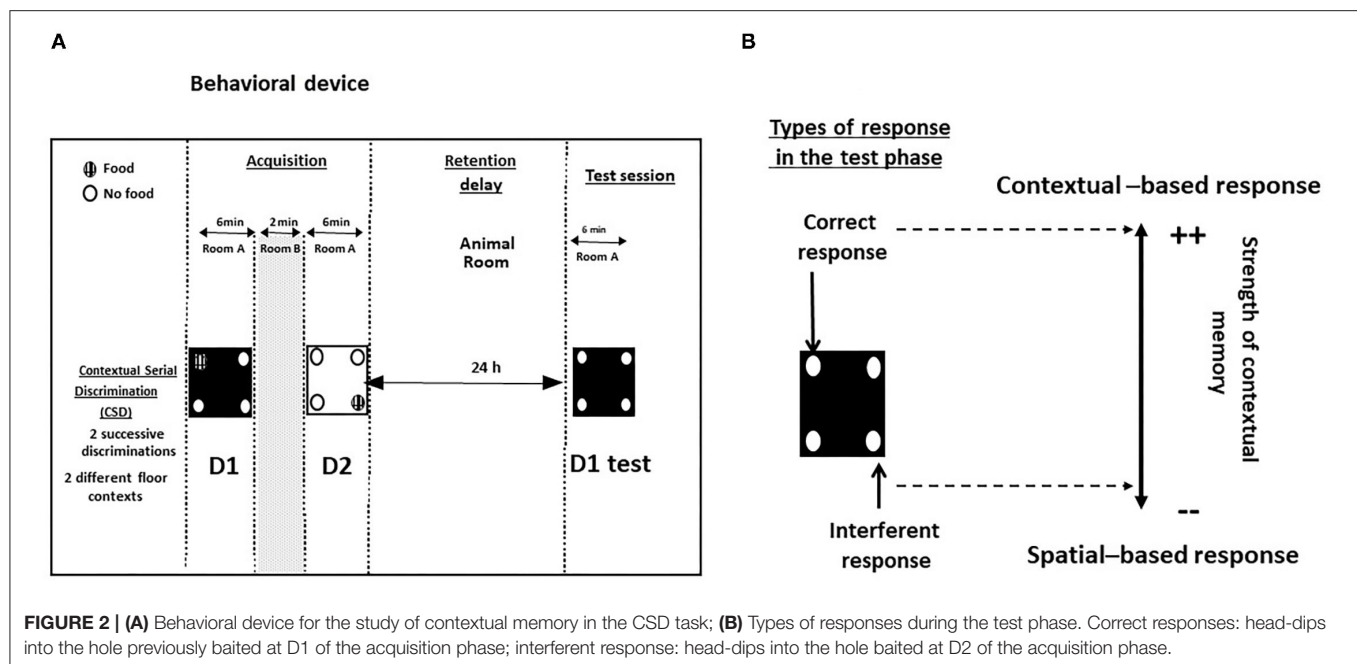 A
Behavioral device
Food
No food
Acquisition
Retention
delay
Test session
6min
2min
6min
Room A
Room B
Room A
Animal
Room
6 min
Room A
Contextual Serial
Discrimination
(CSD)
2 successive
discriminations
2 different floor
contexts
24 h
D1
D2
D1 test
B
Types of response
in the test phase
Contextual –based response
Correct
response
++
Strength of contextual
memory
--
Interferent
response
Spatial–based response
FIGURE 2 | (A) Behavioral device for the study of contextual memory in the CSD task; (B) Types of responses during the test phase. Correct responses: head-dips
into the hole previously baited at D1 of the acquisition phase; interferent response: head-dips into the hole baited at D2 of the acquisition phase.